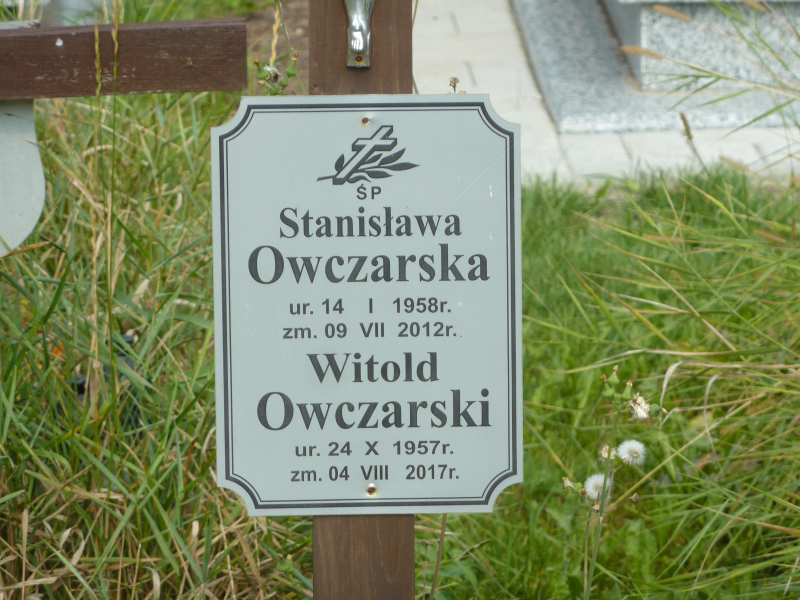 ŚP
Stanisława
Owczarska
ur. 14 I 1958r.
zm. 09 VII 2012r.
Witold
Owczarski
ur. 24 X 1957r.
zm. 04 VIII 2017r.